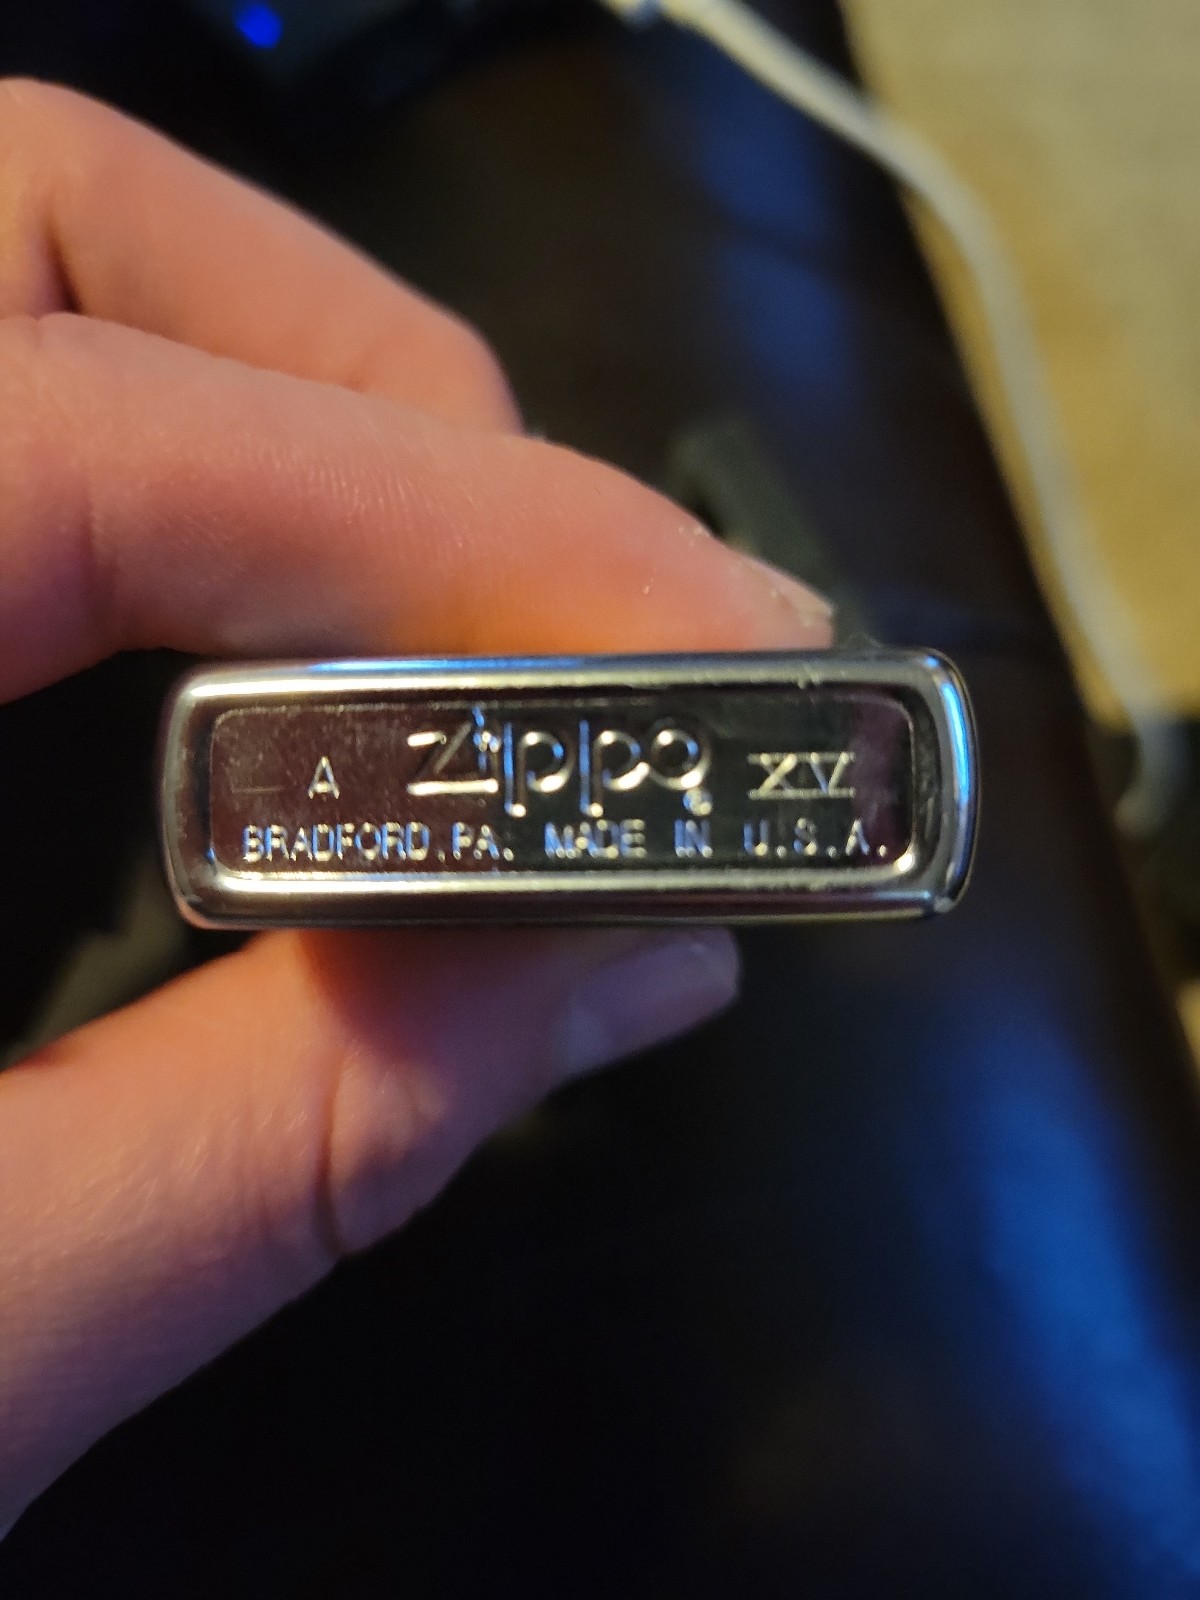 A Zippo® XV
BRADFORD, PA. MADE IN U.S.A.